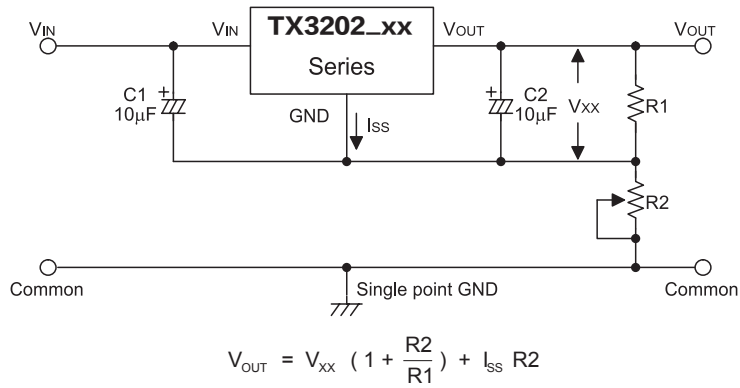 VIN VIN TX3202_xx VOUT VOUT
Series
C1
10μF
+
GND
ISS
+
C2
10μF
VXX
R1
R2
Common
Single point GND
Common
VOUT = VXX ( 1 + R2/R1 ) + ISS R2